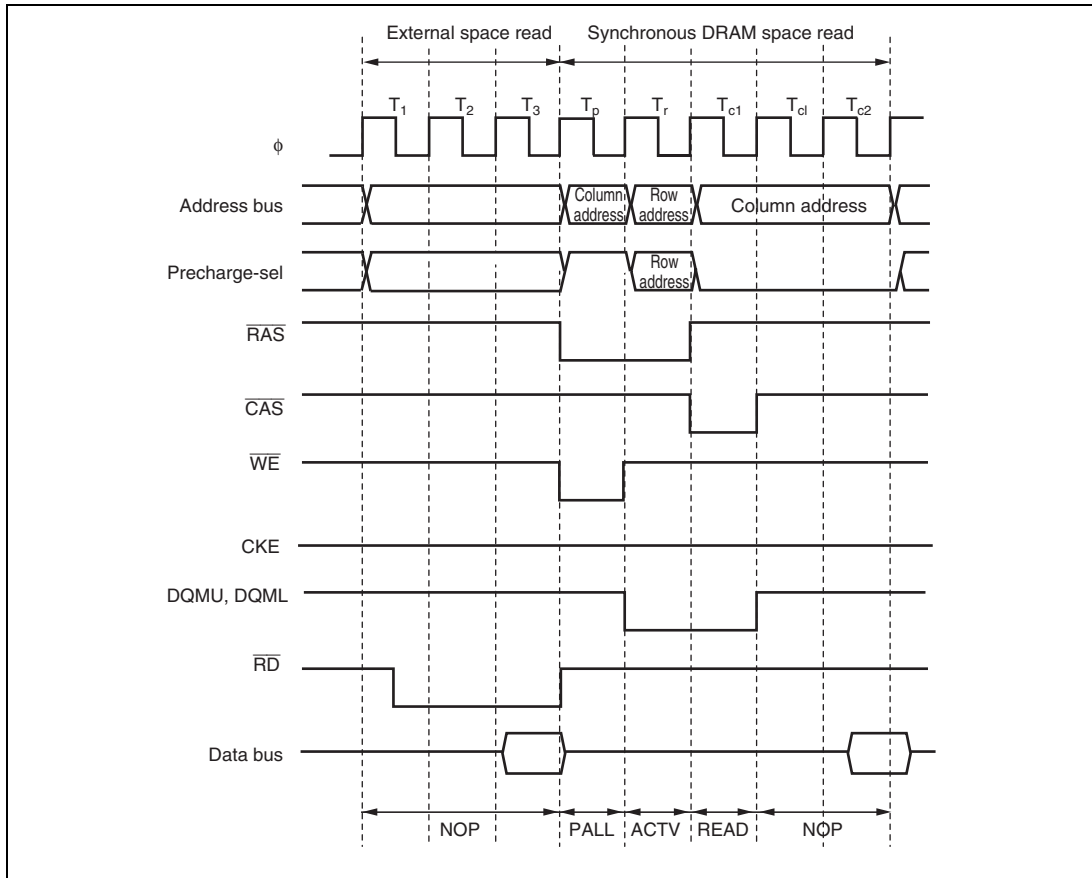 External space read Synchronous DRAM space read
T1 T2 T3 Tp Tr Tc1 Tcl Tc2
ϕ
Address bus
Column address
Row address
Column address
Precharge-sel
Row address
RAS
CAS
WE
CKE
DQMU, DQML
RD
Data bus
NOP PALL ACTV READ NOP